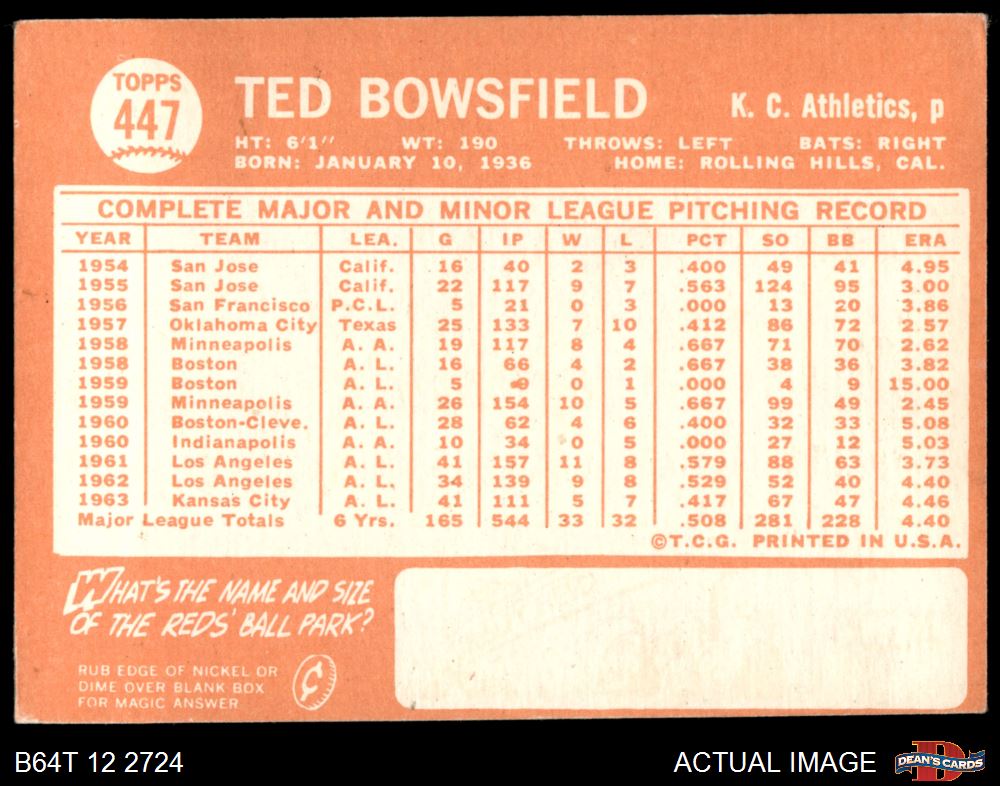 TOPPS
447
TED BOWSFIELD
K. C. Athletics, p
HT: 6'1" WT: 190 THROWS: LEFT BATS: RIGHT
BORN: JANUARY 10, 1936 HOME: ROLLING HILLS, CAL.
COMPLETE MAJOR AND MINOR LEAGUE PITCHING RECORD
YEAR TEAM LEA. G IP W L PCT SO BB ERA
1954 San Jose Calif. 16 40 2 3 .400 49 41 4.95
1955 San Jose Calif. 22 117 9 7 .563 124 95 3.00
1956 San Francisco P.C.L. 5 21 0 3 .000 13 20 3.86
1957 Oklahoma City Texas 25 133 7 10 .412 86 72 2.57
1958 Minneapolis A. A. 19 117 8 4 .667 71 70 2.62
1958 Boston A. L. 16 66 4 2 .667 38 36 3.82
1959 Boston A. L. 5 9 0 1 .000 4 9 15.00
1959 Minneapolis A. A. 26 154 10 5 .667 99 49 2.45
1960 Boston-Cleve. A. L. 28 62 4 6 .400 32 33 5.08
1960 Indianapolis A. A. 10 34 0 5 .000 27 12 5.03
1961 Los Angeles A. L. 41 157 11 8 .579 88 63 3.73
1962 Los Angeles A. L. 34 139 9 8 .529 52 40 4.40
1963 Kansas City A. L. 41 111 5 7 .417 67 47 4.46
Major League Totals 6 Yrs. 165 544 33 32 .508 281 228 4.40
©T.C.G. PRINTED IN U.S.A.
WHAT'S THE NAME AND SIZE
OF THE REDS' BALL PARK?
RUB EDGE OF NICKEL OR
DIME OVER BLANK BOX
FOR MAGIC ANSWER
¢
B64T 12 2724
ACTUAL IMAGE
D
DEAN'S CARDS